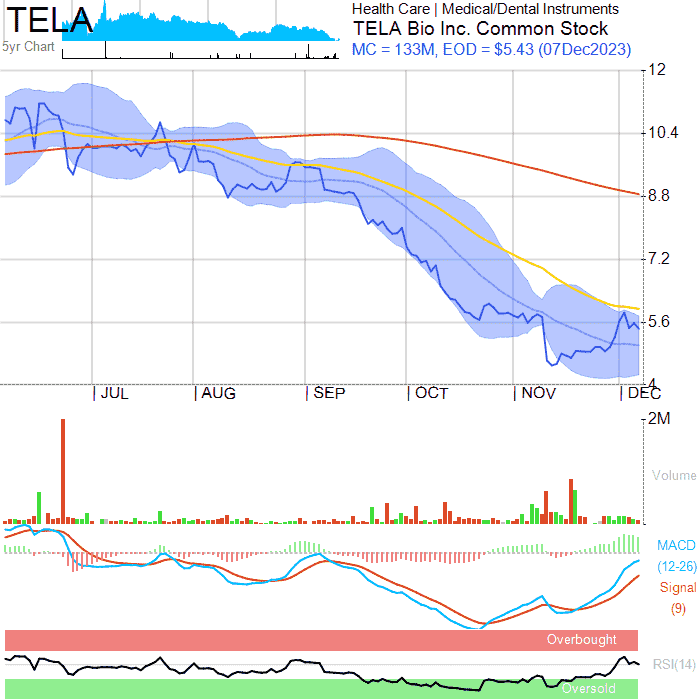 TELA
5yr Chart
Health Care | Medical/Dental Instruments
TELA Bio Inc. Common Stock
MC = 133M, EOD = $5.43 (07Dec2023)
12
10.4
8.8
7.2
5.6
4
JUL
AUG
SEP
OCT
NOV
DEC
2M
Volume
MACD
(12-26)
Signal
(9)
Overbought
RSI(14)
Oversold